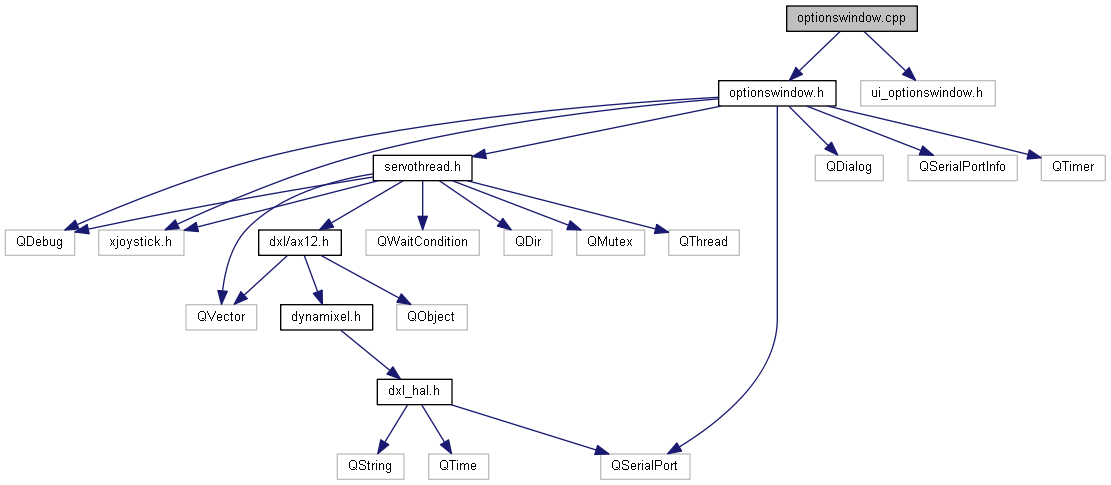 optionswindow.cpp
optionswindow.h
ui_optionswindow.h
servothread.h
QDialog
QSerialPortInfo
QTimer
QDebug
xjoystick.h
dxl/ax12.h
QWaitCondition
QDir
QMutex
QThread
QVector
dynamixel.h
QObject
dxl_hal.h
QString
QTime
QSerialPort